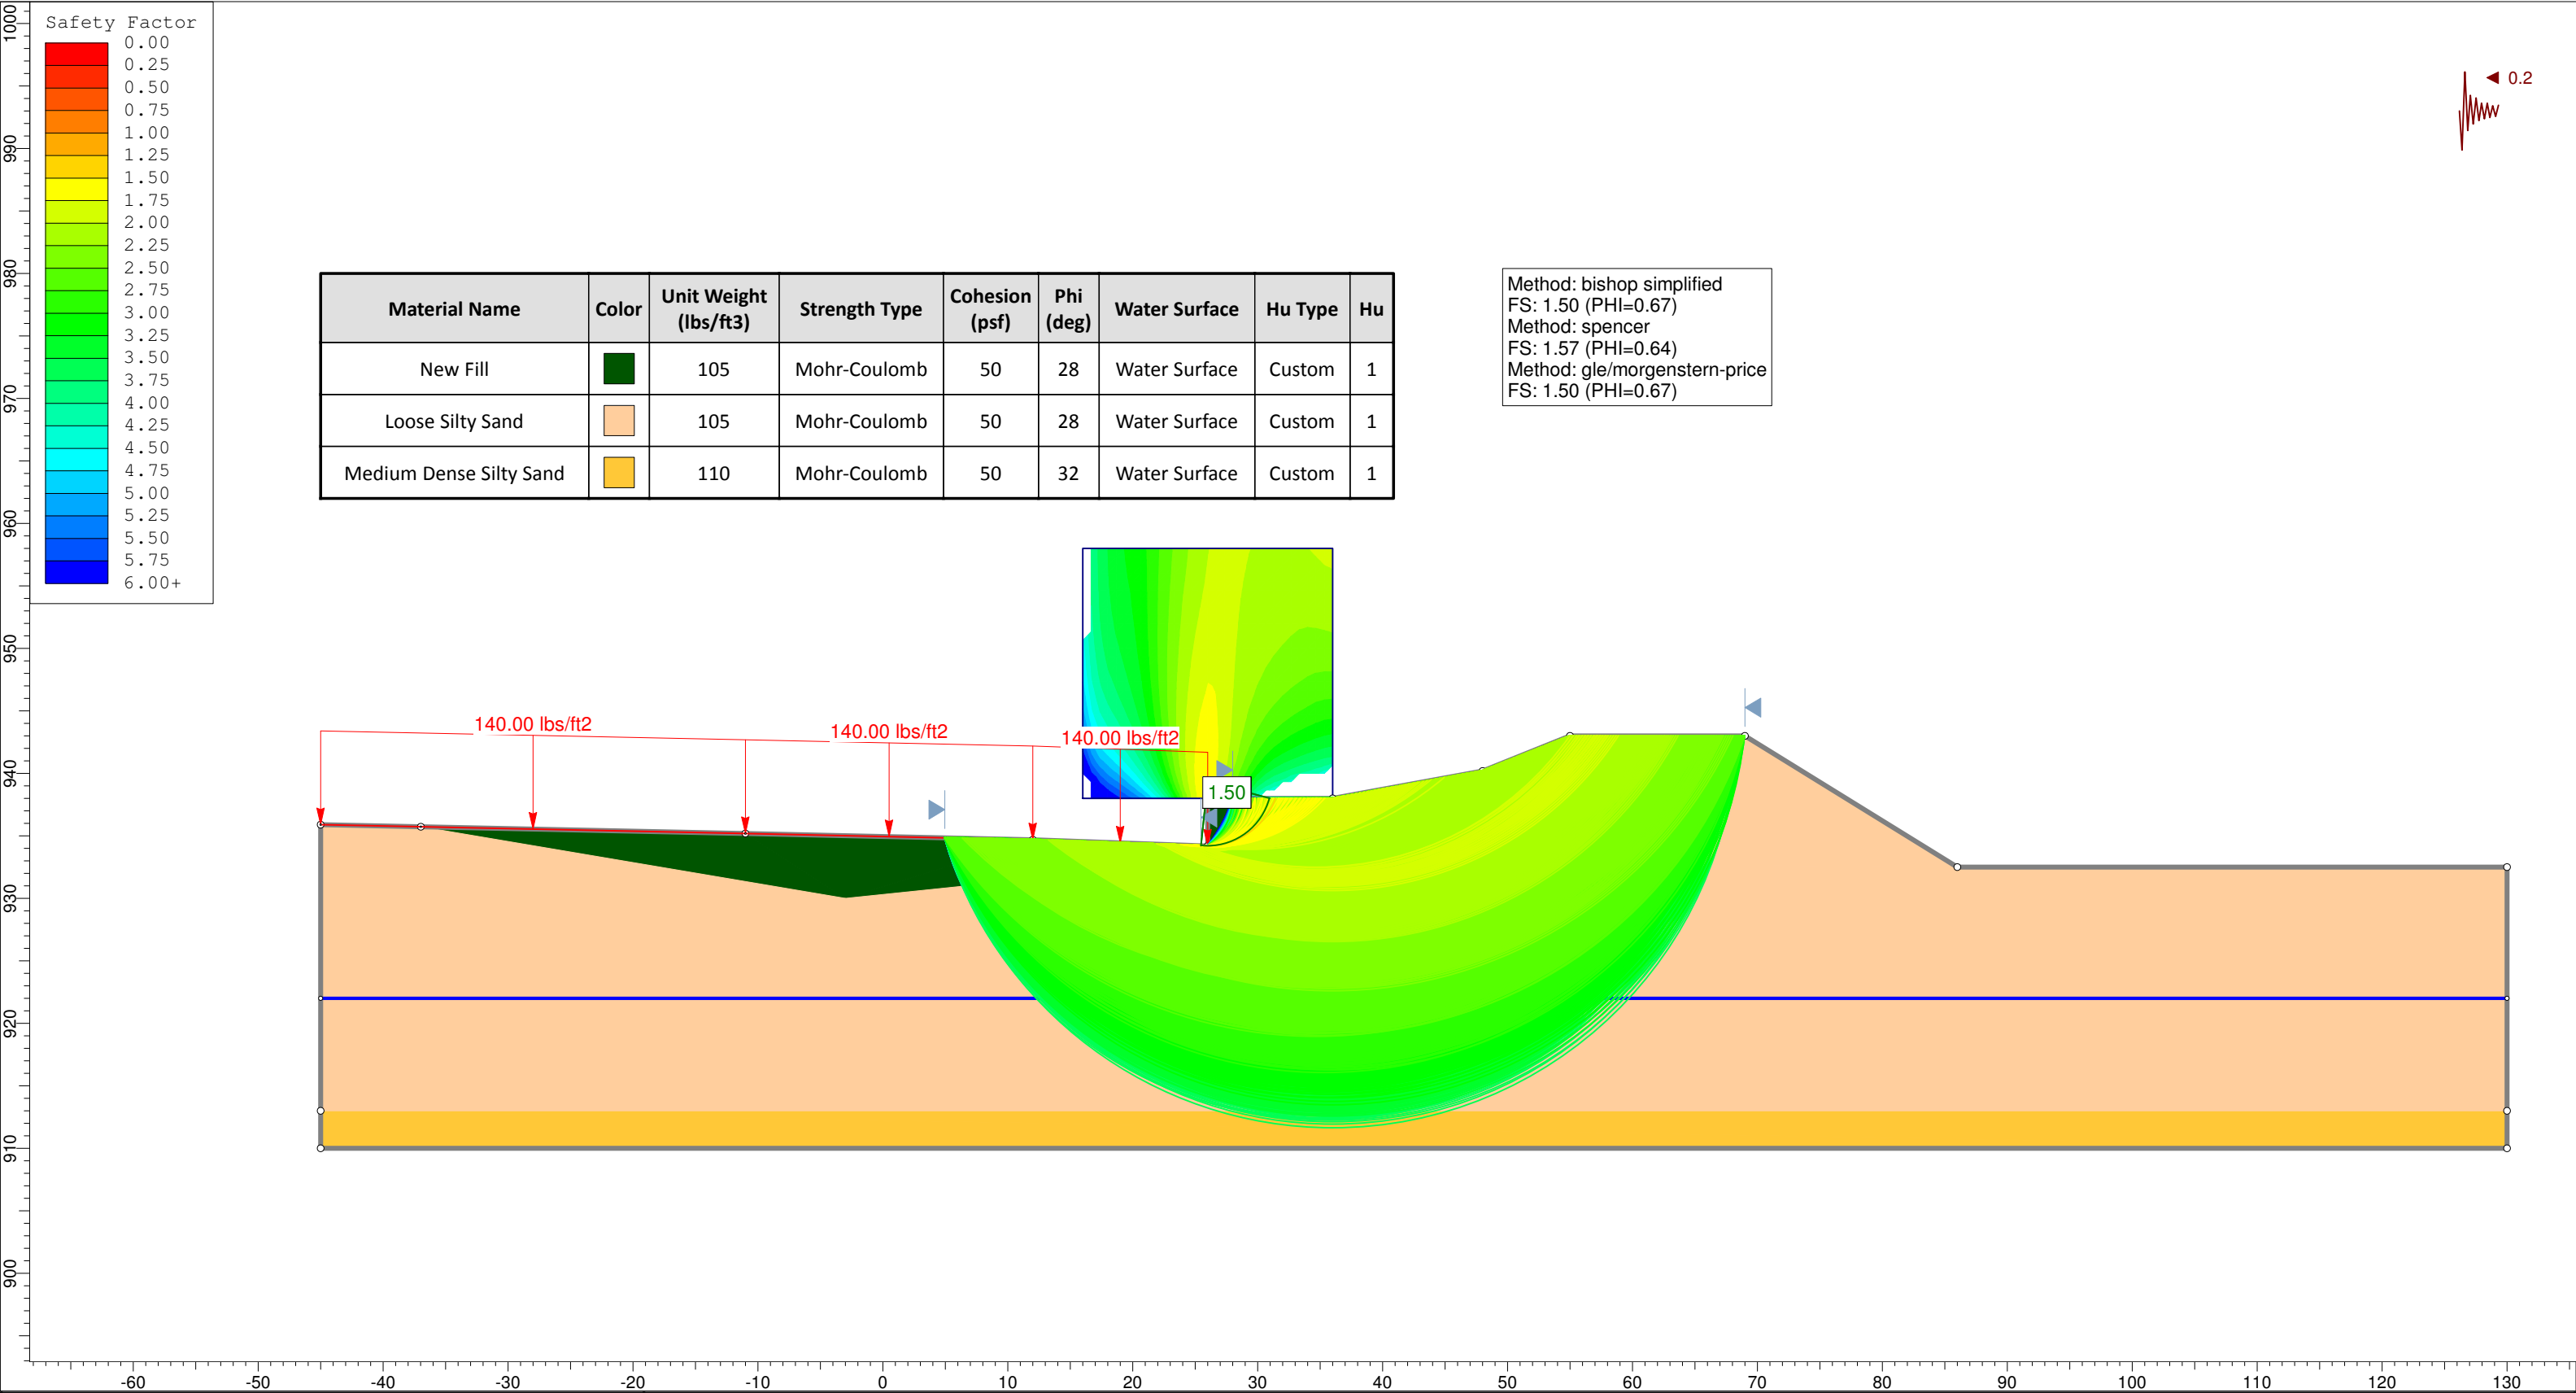 Safety Factor
0.00
0.25
0.50
0.75
1.00
1.25
1.50
1.75
2.00
2.25
2.50
2.75
3.00
3.25
3.50
3.75
4.00
4.25
4.50
4.75
5.00
5.25
5.50
5.75
6.00+
0.2
Material Name Color Unit Weight (lbs/ft3) Strength Type Cohesion (psf) Phi (deg) Water Surface Hu Type Hu
New Fill 105 Mohr-Coulomb 50 28 Water Surface Custom 1
Loose Silty Sand 105 Mohr-Coulomb 50 28 Water Surface Custom 1
Medium Dense Silty Sand 110 Mohr-Coulomb 50 32 Water Surface Custom 1
Method: bishop simplified
FS: 1.50 (PHI=0.67)
Method: spencer
FS: 1.57 (PHI=0.64)
Method: gle/morgenstern-price
FS: 1.50 (PHI=0.67)
140.00 lbs/ft2
140.00 lbs/ft2
140.00 lbs/ft2
1.50
1000
990
980
970
960
950
940
930
920
910
900
-60 -50 -40 -30 -20 -10 0 10 20 30 40 50 60 70 80 90 100 110 120 130